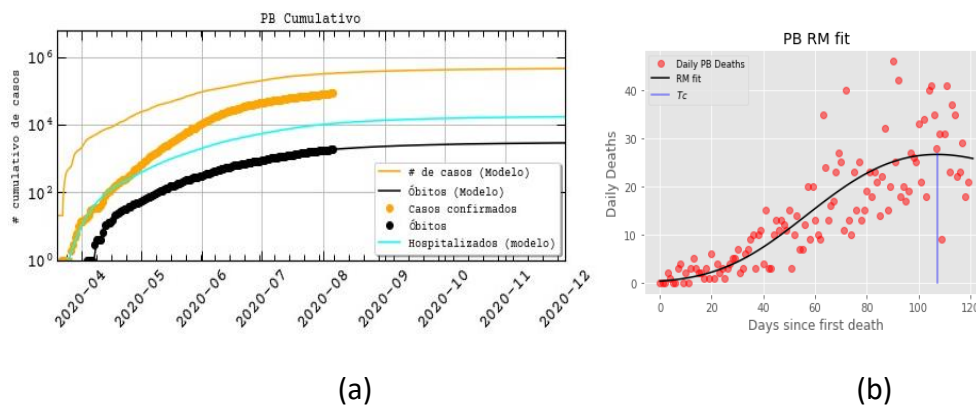 PB Cumulativo
# cumulativo de casos
10^6
10^4
10^2
10^0
# de casos (Modelo)
Óbitos (Modelo)
Casos confirmados
Óbitos
Hospitalizados (modelo)
2020-04
2020-05
2020-06
2020-07
2020-08
2020-09
2020-10
2020-11
2020-12
(a)
PB RM fit
Daily PB Deaths
RM fit
Tc
Daily Deaths
40
30
20
10
0
0 20 40 60 80 100 120
Days since first death
(b)